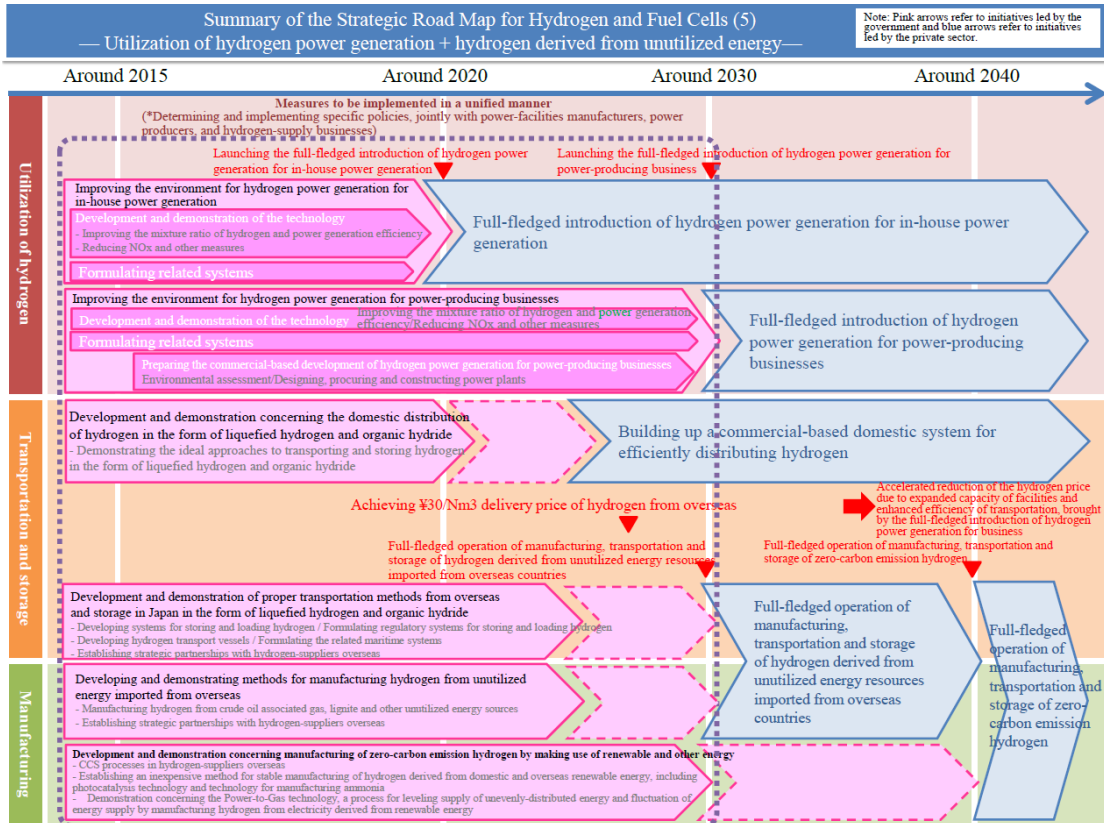 Summary of the Strategic Road Map for Hydrogen and Fuel Cells (5)
— Utilization of hydrogen power generation + hydrogen derived from unutilized energy—
Note: Pink arrows refer to initiatives led by the
government and blue arrows refer to initiatives
led by the private sector.
Around 2015
Around 2020
Around 2030
Around 2040
Utilization of hydrogen
Measures to be implemented in a unified manner
(*Determining and implementing specific policies, jointly with power-facilities manufacturers, power
producers, and hydrogen-supply businesses)
Launching the full-fledged introduction of hydrogen power
generation for in-house power generation
Launching the full-fledged introduction of hydrogen power generation for
power-producing business
Improving the environment for hydrogen power generation for
in-house power generation
Development and demonstration of the technology
- Improving the mixture ratio of hydrogen and power generation efficiency
- Reducing NOx and other measures
Formulating related systems
Full-fledged introduction of hydrogen power generation for in-house power
generation
Improving the environment for hydrogen power generation for power-producing businesses
Development and demonstration of the technology
Improving the mixture ratio of hydrogen and power generation
efficiency/Reducing NOx and other measures
Formulating related systems
Preparing the commercial-based development of hydrogen power generation for power-producing businesses
Environmental assessment/Designing, procuring and constructing power plants
Full-fledged introduction of hydrogen
power generation for power-producing
businesses
Transportation and storage
Development and demonstration concerning the domestic distribution
of hydrogen in the form of liquefied hydrogen and organic hydride
- Demonstrating the ideal approaches to transporting and storing hydrogen
in the form of liquefied hydrogen and organic hydride
Building up a commercial-based domestic system for
efficiently distributing hydrogen
Achieving ¥30/Nm3 delivery price of hydrogen from overseas
Accelerated reduction of the hydrogen price
due to expanded capacity of facilities and
enhanced efficiency of transportation, brought
by the full-fledged introduction of hydrogen
power generation for business
Full-fledged operation of manufacturing, transportation and
storage of hydrogen derived from unutilized energy resources
imported from overseas countries
Full-fledged operation of manufacturing, transportation and
storage of zero-carbon emission hydrogen
Development and demonstration of proper transportation methods from overseas
and storage in Japan in the form of liquefied hydrogen and organic hydride
- Developing systems for storing and loading hydrogen / Formulating regulatory systems for storing and loading hydrogen
- Developing hydrogen transport vessels / Formulating the related maritime systems
- Establishing strategic partnerships with hydrogen-suppliers overseas
Full-fledged operation of
manufacturing,
transportation and storage
of hydrogen derived from
unutilized energy resources
imported from overseas
countries
Full-fledged
operation of
manufacturing,
transportation and
storage of zero-
carbon emission
hydrogen
Manufacturing
Developing and demonstrating methods for manufacturing hydrogen from unutilized
energy imported from overseas
- Manufacturing hydrogen from crude oil associated gas, lignite and other unutilized energy sources
- Establishing strategic partnerships with hydrogen-suppliers overseas
Development and demonstration concerning manufacturing of zero-carbon emission hydrogen by making use of renewable and other energy
- CCS processes in hydrogen-suppliers overseas
- Establishing an inexpensive method for stable manufacturing of hydrogen derived from domestic and overseas renewable energy, including
photocatalysis technology and technology for manufacturing ammonia
- Demonstration concerning the Power-to-Gas technology, a process for leveling supply of unevenly-distributed energy and fluctuation of
energy supply by manufacturing hydrogen from electricity derived from renewable energy